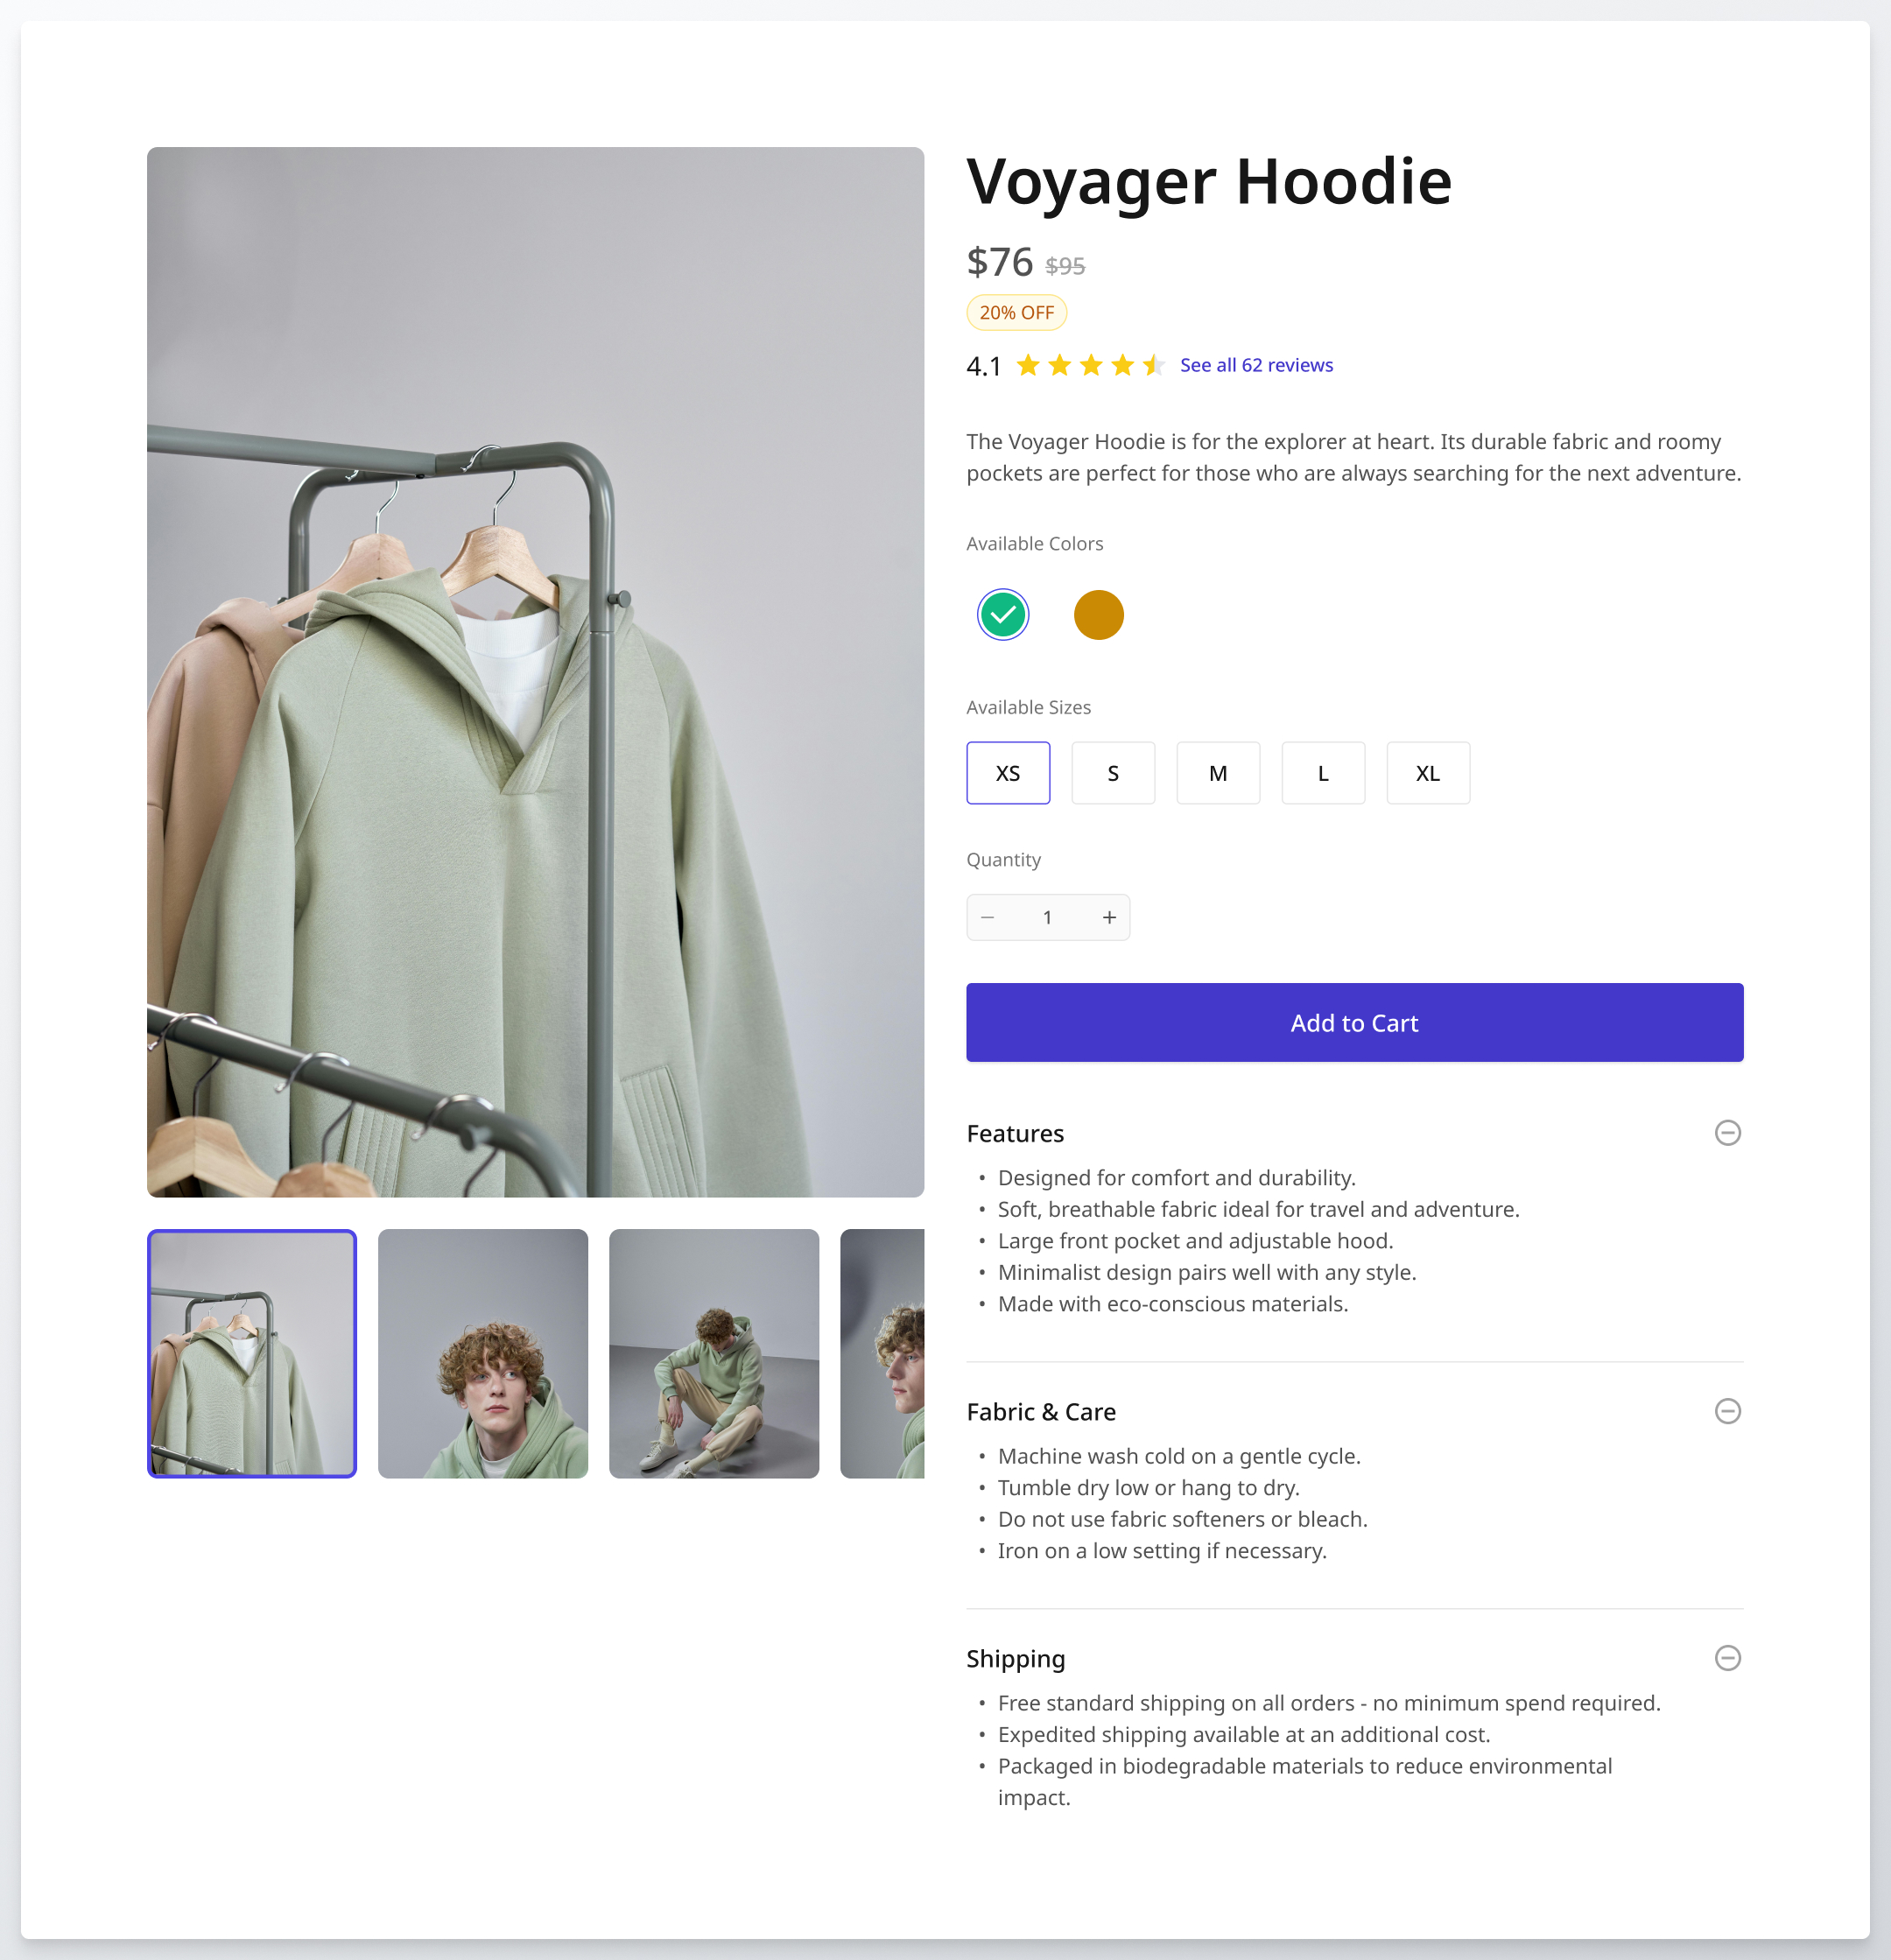 Voyager Hoodie
$76 $95
20% OFF
4.1 See all 62 reviews
The Voyager Hoodie is for the explorer at heart. Its durable fabric and roomy
pockets are perfect for those who are always searching for the next adventure.
Available Colors
Available Sizes
XS S M L XL
Quantity
1
Add to Cart
Features
• Designed for comfort and durability.
• Soft, breathable fabric ideal for travel and adventure.
• Large front pocket and adjustable hood.
• Minimalist design pairs well with any style.
• Made with eco-conscious materials.
Fabric & Care
• Machine wash cold on a gentle cycle.
• Tumble dry low or hang to dry.
• Do not use fabric softeners or bleach.
• Iron on a low setting if necessary.
Shipping
• Free standard shipping on all orders - no minimum spend required.
• Expedited shipping available at an additional cost.
• Packaged in biodegradable materials to reduce environmental
impact.